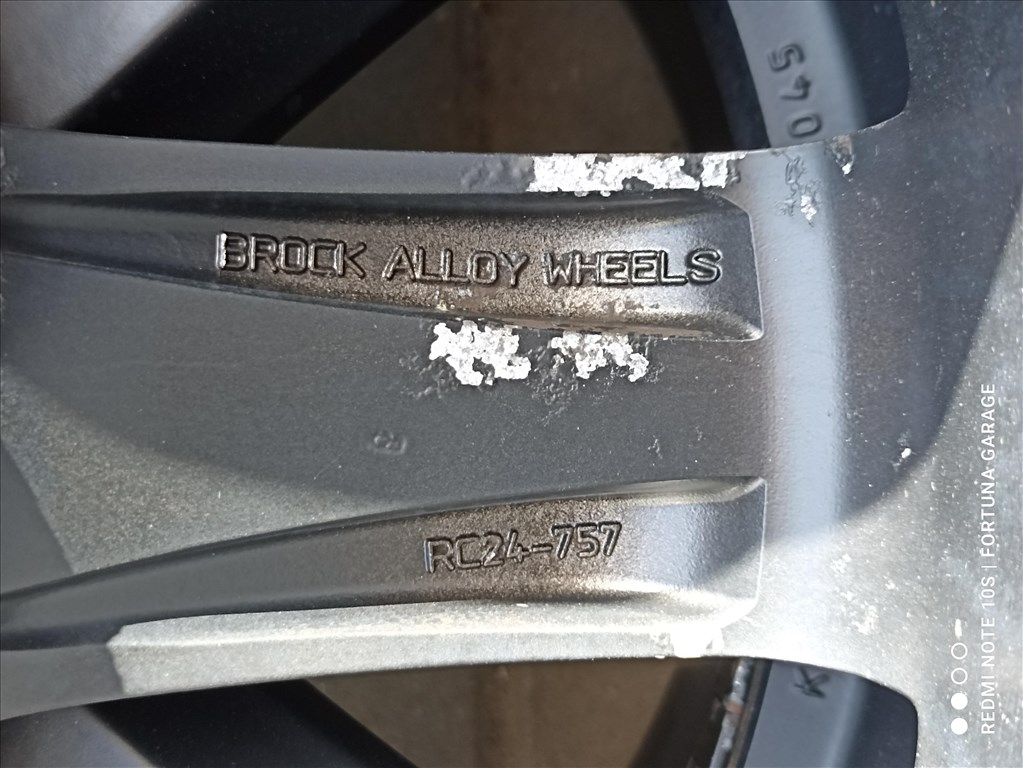 BROCK ALLOY WHEELS
RC24-757
REDMI NOTE 10S | FORTUNA GARAGE